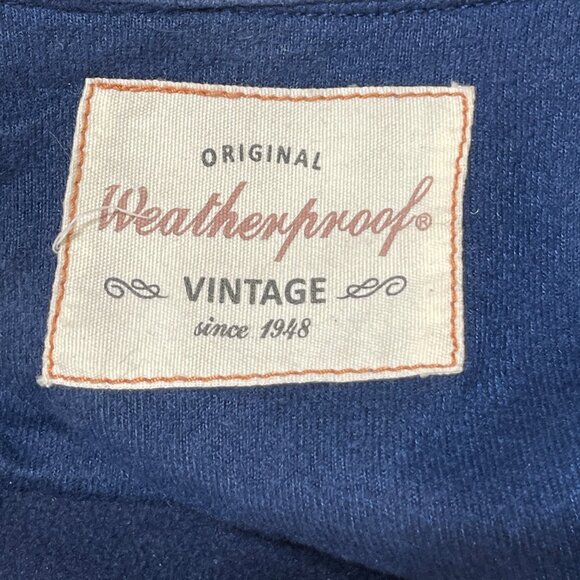 ORIGINAL
Weatherproof®
VINTAGE
since 1948